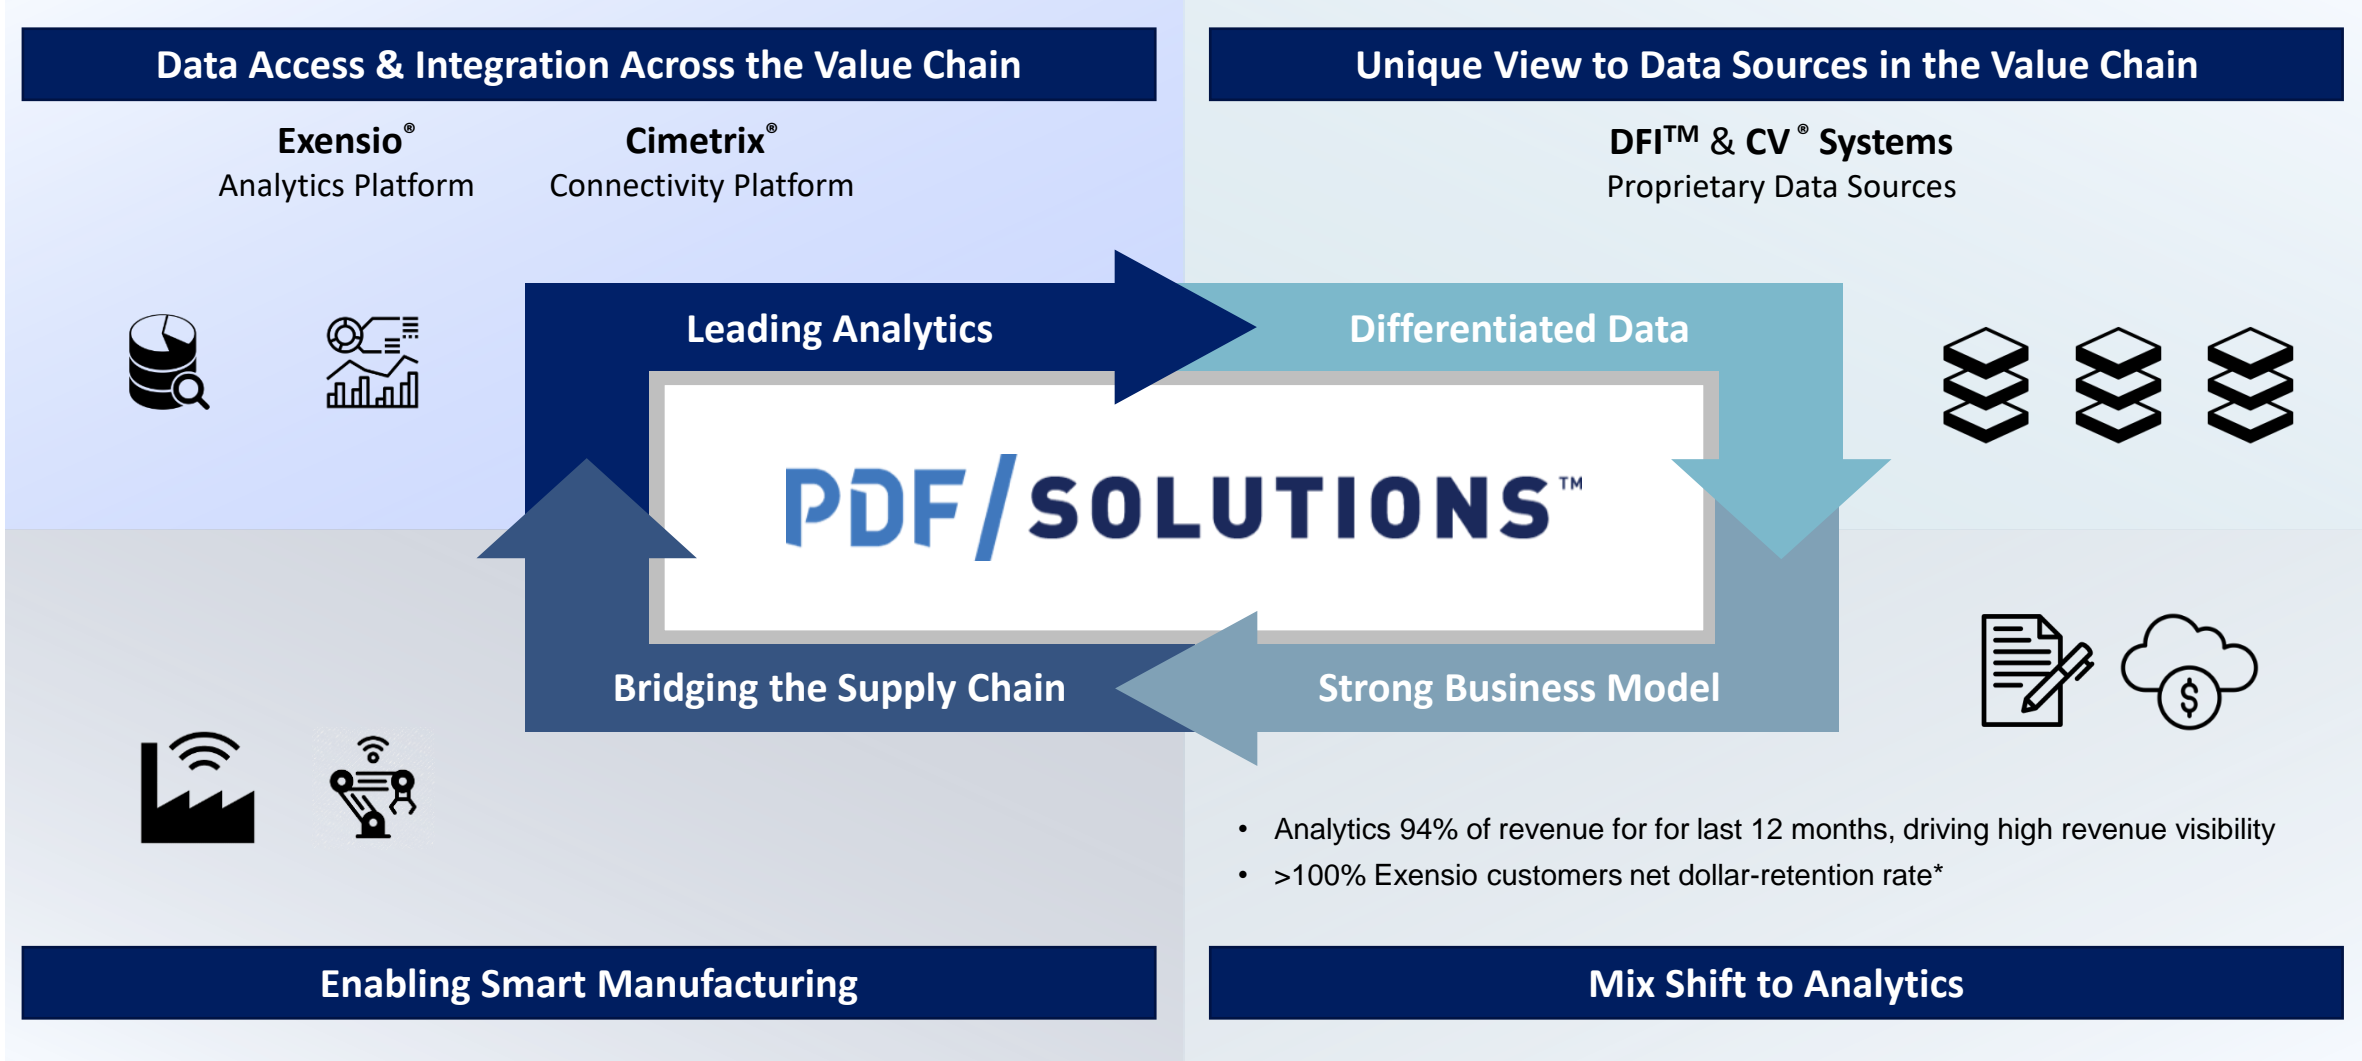 Data Access & Integration Across the Value Chain
Exensio® Cimetrix®
Analytics Platform Connectivity Platform
Unique View to Data Sources in the Value Chain
DFI™ & CV® Systems
Proprietary Data Sources
Leading Analytics
Differentiated Data
PDF/SOLUTIONS™
Bridging the Supply Chain
Strong Business Model
$
• Analytics 94% of revenue for for last 12 months, driving high revenue visibility
• >100% Exensio customers net dollar-retention rate*
Enabling Smart Manufacturing
Mix Shift to Analytics